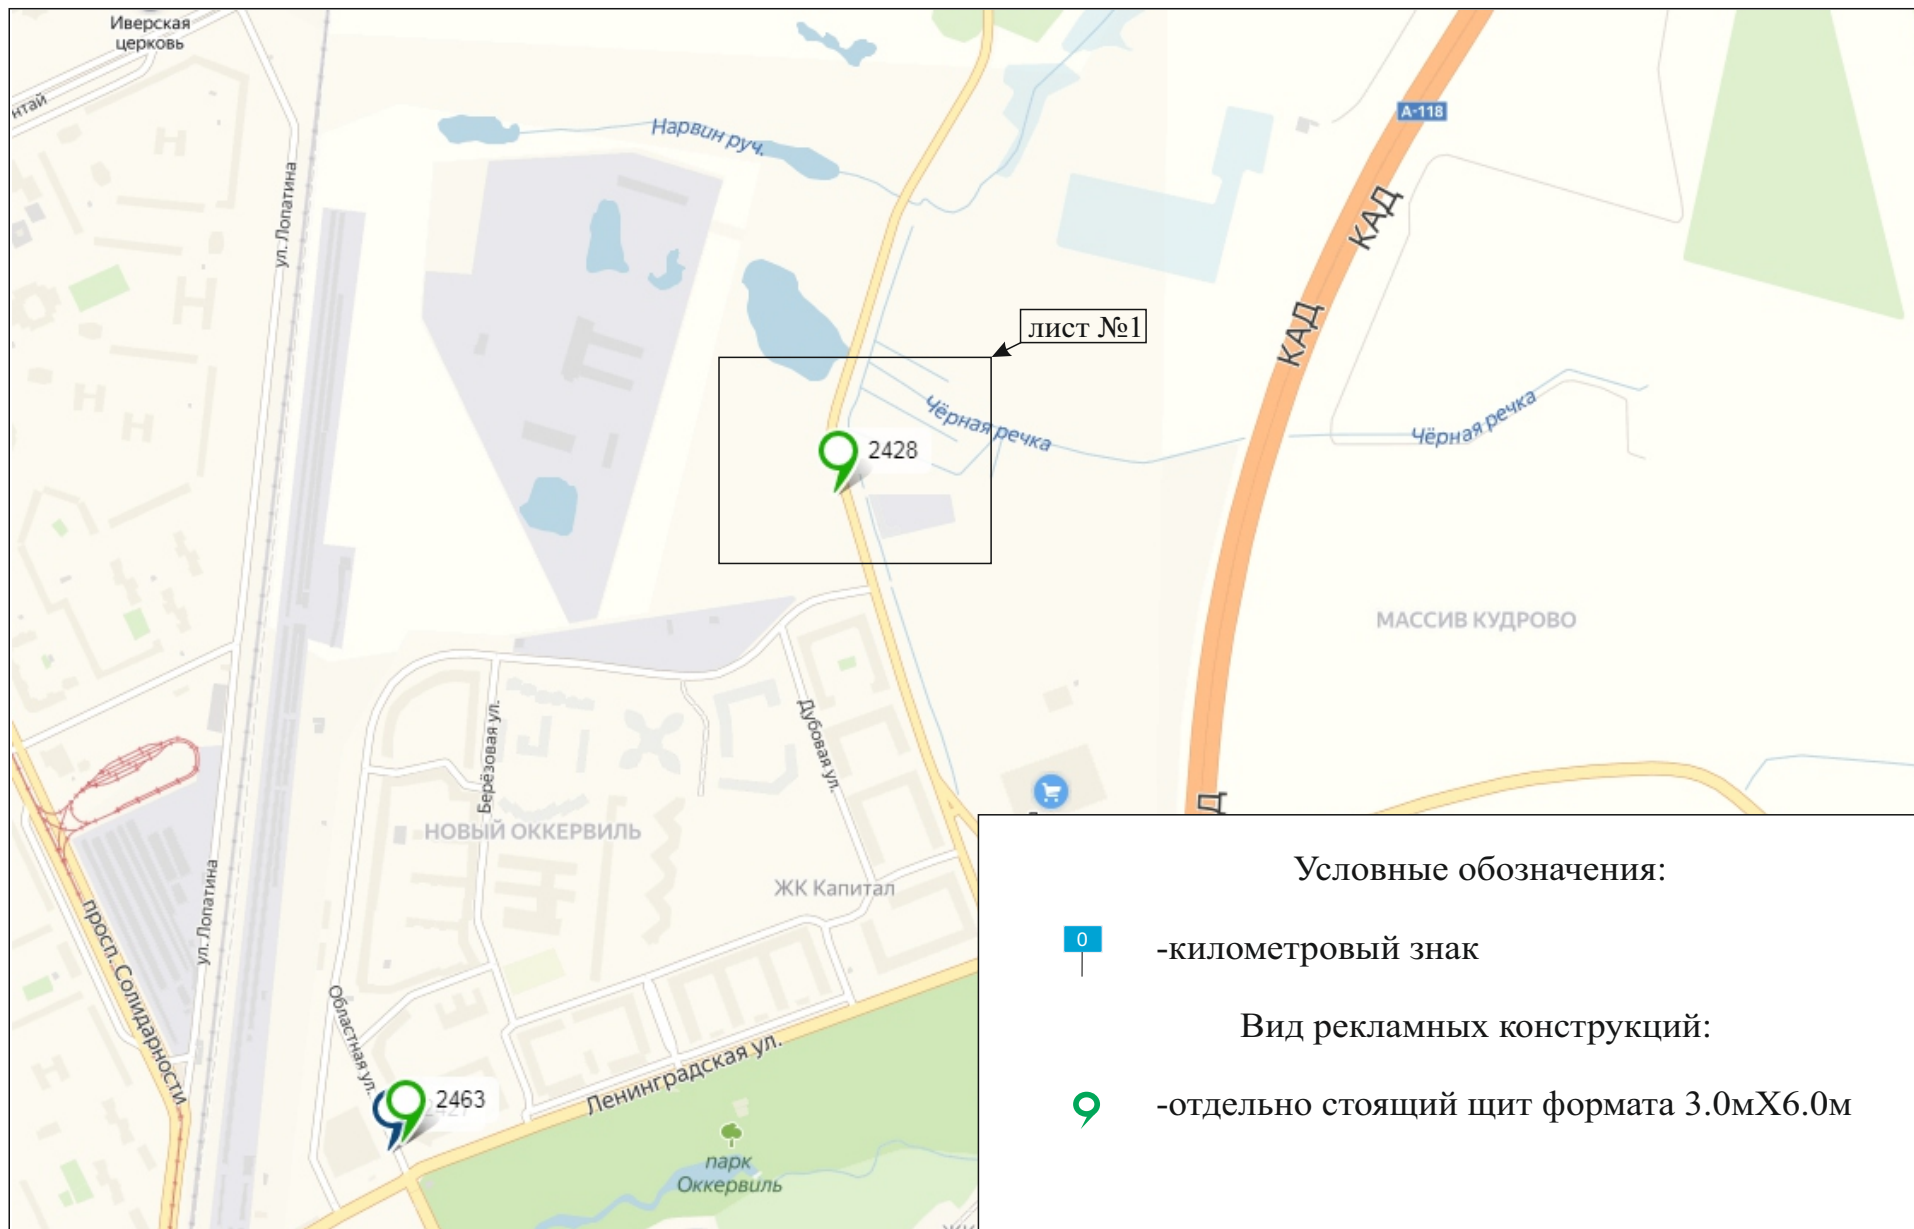 Иверская
церковь
нтай
ул. Лопатина
Нарвин руч.
А-118
КАД
КАД
лист №1
Чёрная речка
Чёрная речка
2428
МАССИВ КУДРОВО
Берёзовая ул.
Дубовая ул.
НОВЫЙ ОККЕРВИЛЬ
ЖК Капитал
просп. Солидарности
ул. Лопатина
Областная ул.
Ленинградская ул.
2463
парк
Оккервиль
Условные обозначения:
0
-километровый знак
Вид рекламных конструкций:
-отдельно стоящий щит формата 3.0мХ6.0м